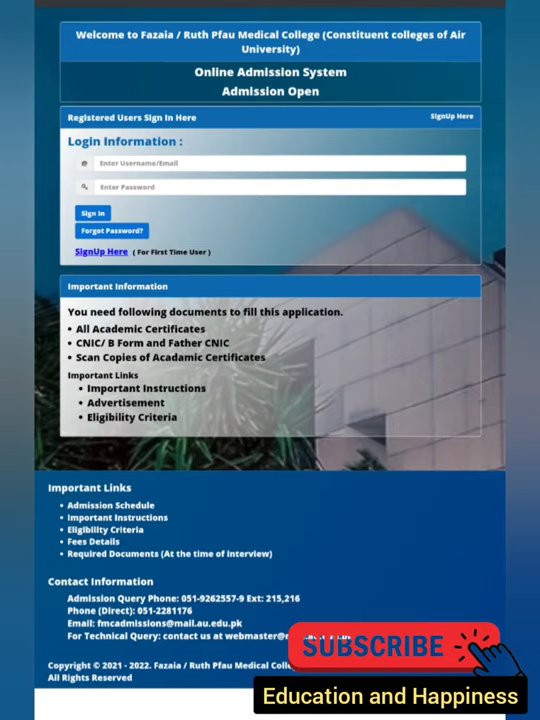 Welcome to Fazaia / Ruth Pfau Medical College (Constituent colleges of Air
University)
Online Admission System
Admission Open
Registered Users Sign In Here
SignUp Here
Login Information :
Enter Username/Email
Enter Password
Sign In
Forgot Password?
SignUp Here ( For First Time User )
Important Information
You need following documents to fill this application.
• All Academic Certificates
• CNIC/ B Form and Father CNIC
• Scan Copies of Acadamic Certificates
Important Links
• Important Instructions
• Advertisement
• Eligibility Criteria
Important Links
• Admission Schedule
• Important Instructions
• Eligibility Criteria
• Fees Details
• Required Documents (At the time of Interview)
Contact Information
Admission Query Phone: 051-9262557-9 Ext: 215,216
Phone (Direct): 051-2281176
Email: fmcadmissions@mail.au.edu.pk
For Technical Query: contact us at
SUBSCRIBE
Copyright © 2021 - 2022. Fazaia / Ruth Pfau Medical
All Rights Reserved
Education and Happiness